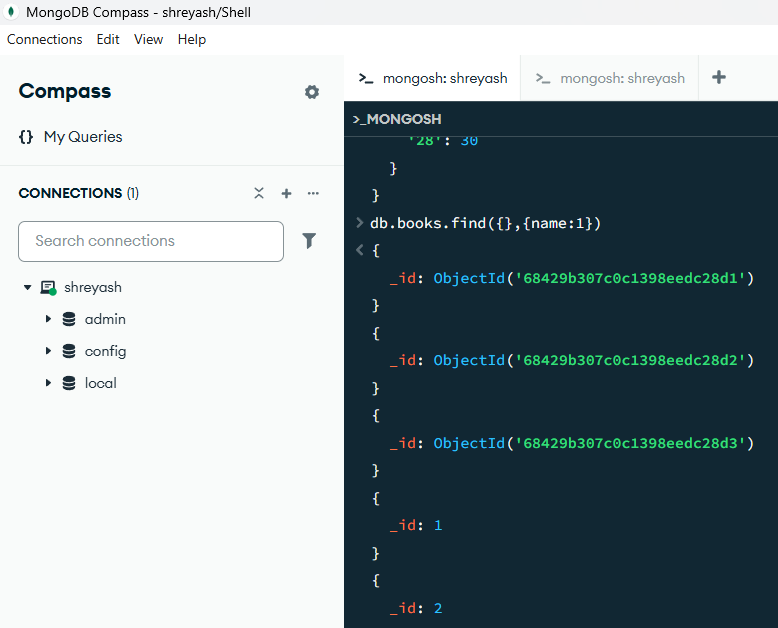 MongoDB Compass - shreyash/Shell
Connections Edit View Help
Compass
{} My Queries
CONNECTIONS (1)
Search connections
shreyash
admin
config
local
>_ mongosh: shreyash >_ mongosh: shreyash +
>_MONGOSH
'28': 30
}
}
> db.books.find({},{name:1})
< {
_id: ObjectId('68429b307c0c1398eedc28d1')
}
{
_id: ObjectId('68429b307c0c1398eedc28d2')
}
{
_id: ObjectId('68429b307c0c1398eedc28d3')
}
{
_id: 1
}
{
_id: 2